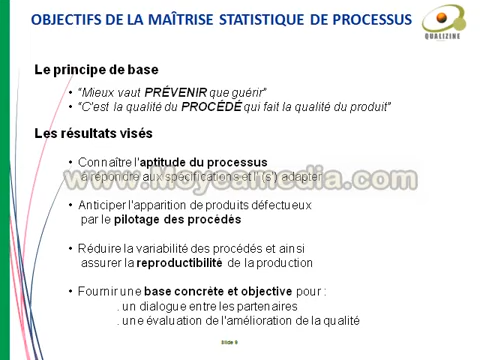 OBJECTIFS DE LA MAÎTRISE STATISTIQUE DE PROCESSUS
QUALIZINE
Le principe de base
• "Mieux vaut PRÉVENIR que guérir"
• "C'est la qualité du PROCÉDÉ qui fait la qualité du produit"
Les résultats visés
• Connaître l'aptitude du processus
à répondre aux spécifications et l' (s') adapter
www.Moyeamedia.com
• Anticiper l'apparition de produits défectueux
par le pilotage des procédés
• Réduire la variabilité des procédés et ainsi
assurer la reproductibilité de la production
• Fournir une base concrète et objective pour :
. un dialogue entre les partenaires
. une évaluation de l'amélioration de la qualité
Slide 9